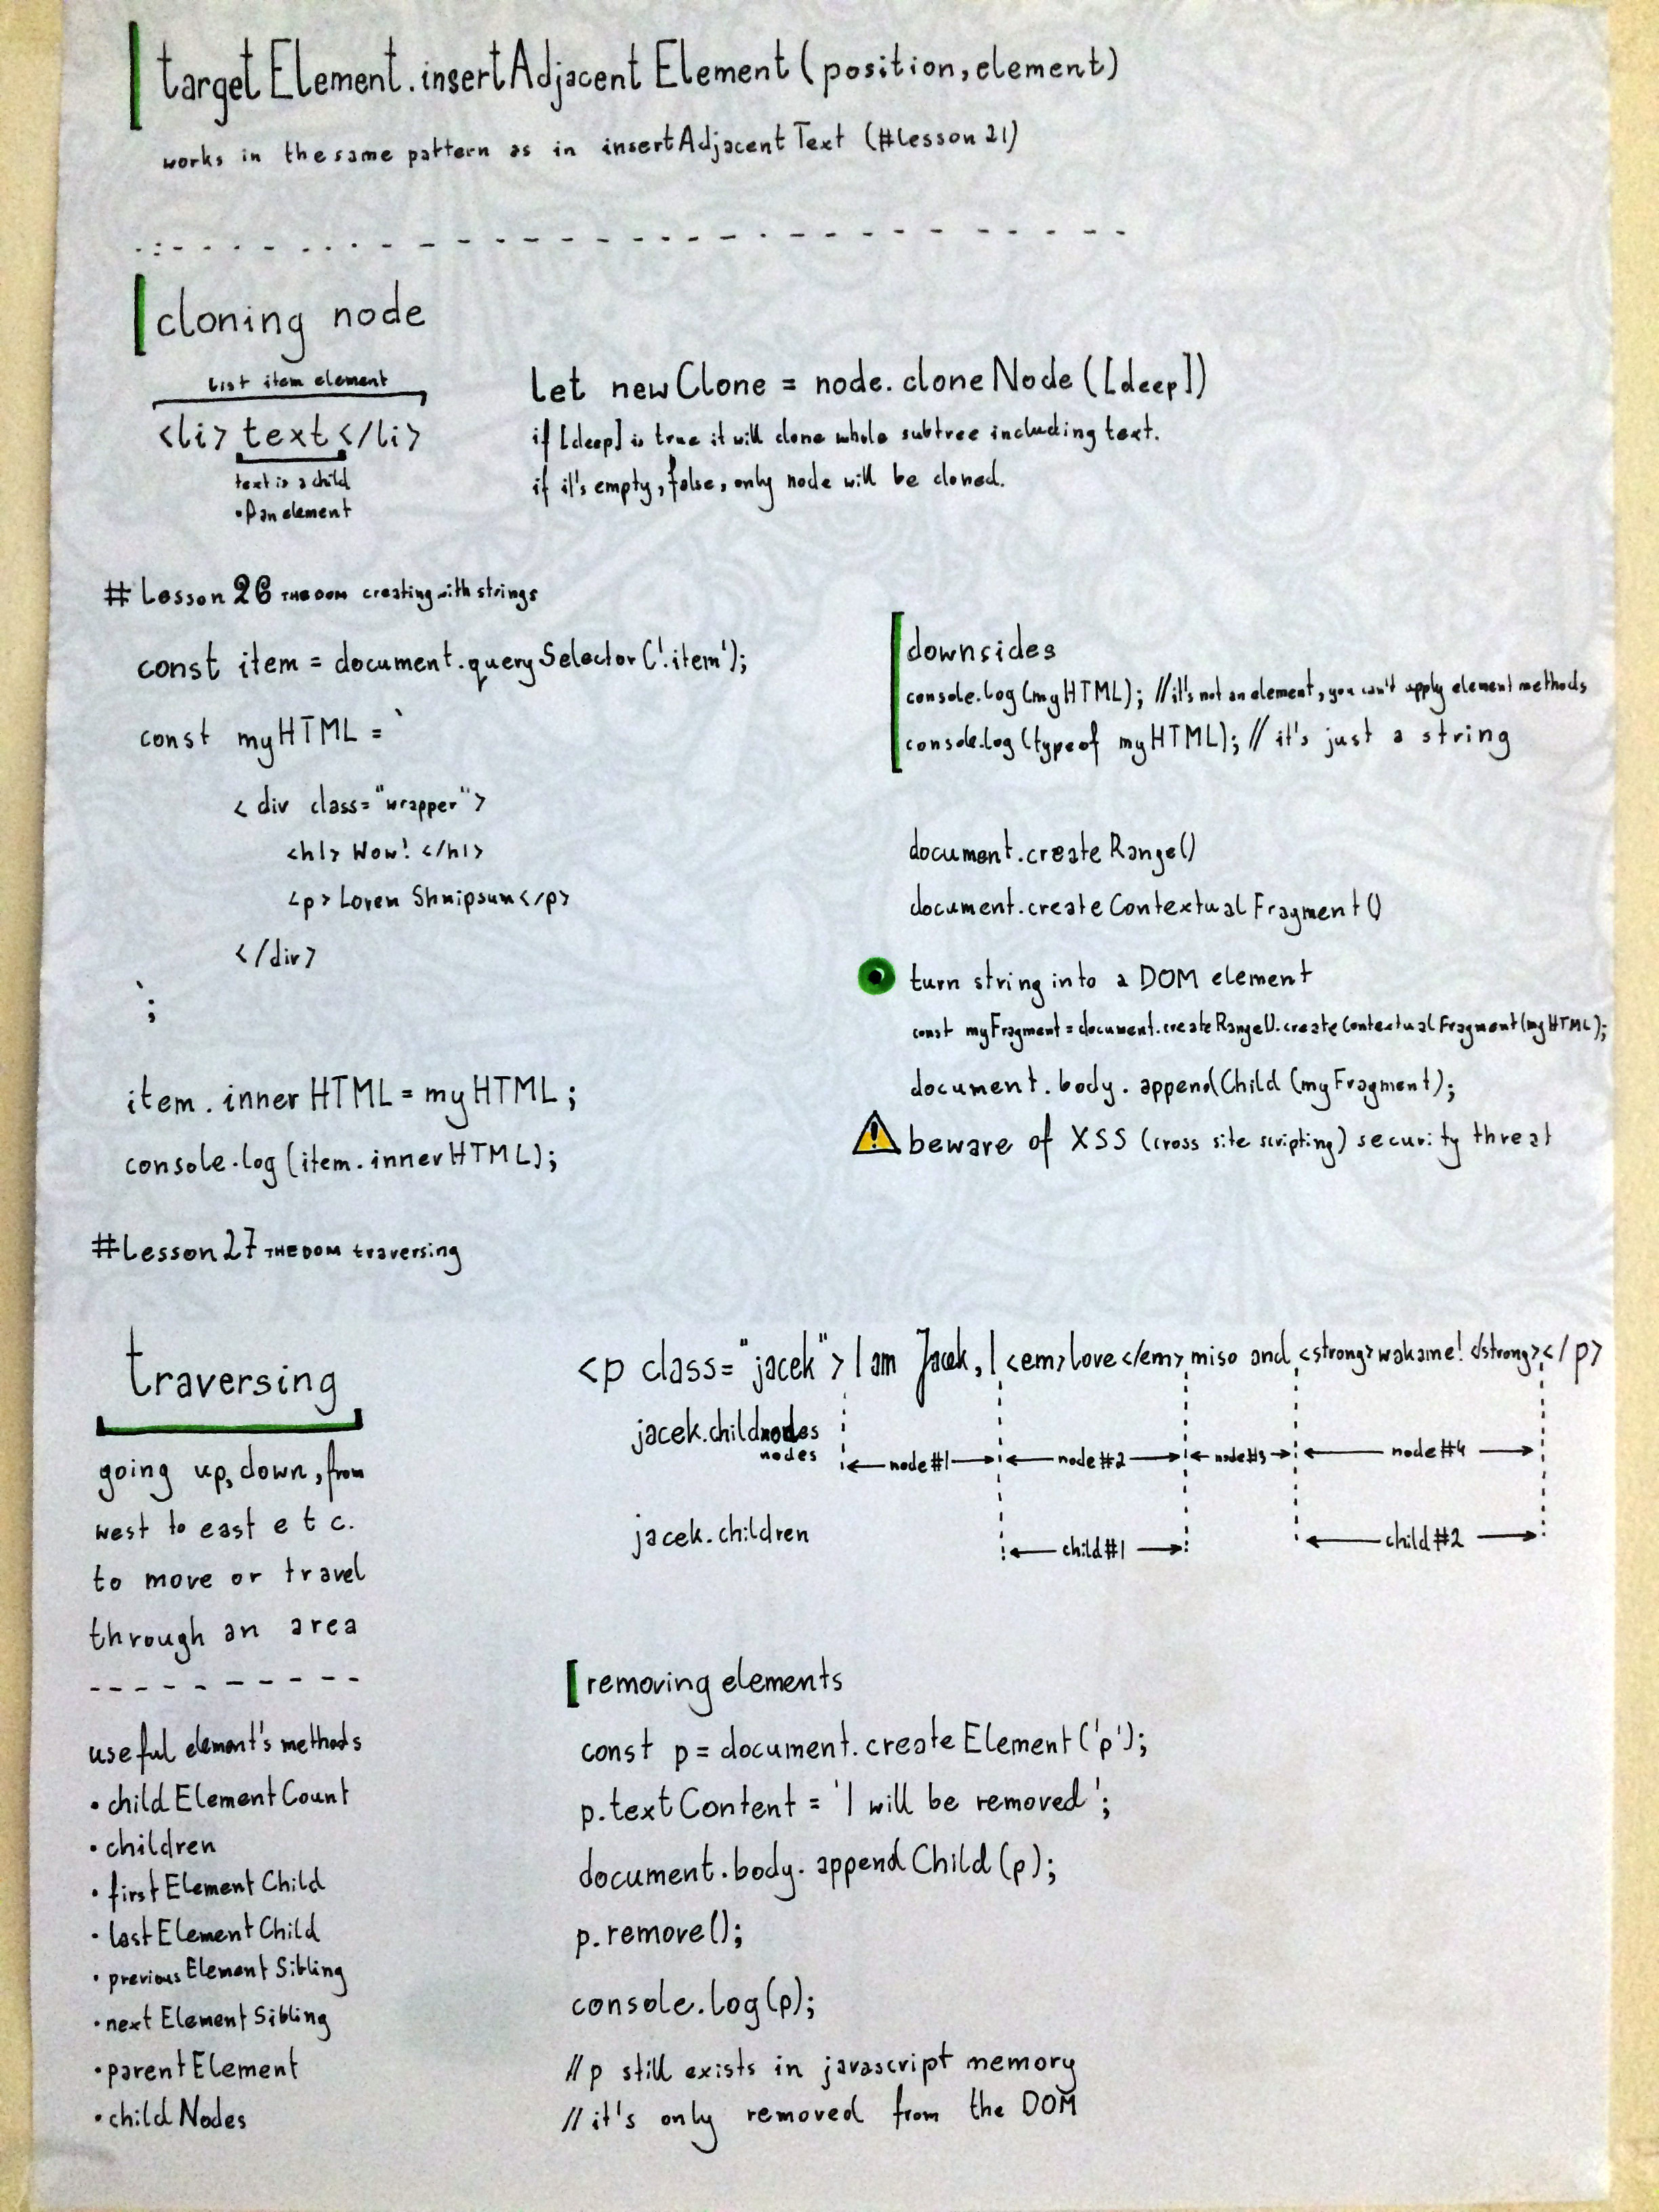 targetElement.insertAdjacentElement(position, element)
works in the same pattern as in insertAdjacentText (#lesson 21)
cloning node
list item element
<li> text </li>
text is a child
of an element
let newClone = node.cloneNode([deep])
if [deep] is true it will clone whole subtree including text.
if it's empty, false, only node will be cloned.
# Lesson 26 THE DOM creating with strings
const item = document.querySelector('.item');
const myHTML = `
<div class="wrapper">
<h1> Wow! </h1>
<p> Lorem Shnipsum</p>
</div>
`;
item.innerHTML = myHTML;
console.log(item.innerHTML);
downsides
console.log(myHTML); //it's not an element, you can't apply element methods
console.log(typeof myHTML); // it's just a string
document.createRange()
document.createContextualFragment()
turn string into a DOM element
const myFragment = document.createRange().createContextualFragment(myHTML);
document.body.appendChild(myFragment);
! beware of XSS (cross site scripting) security threat
#Lesson 27 THE DOM traversing
traversing
going up, down, from
west to east etc.
to move or travel
through an area
useful element's methods
• childElementCount
• children
• firstElementChild
• lastElementChild
• previousElementSibling
• nextElementSibling
• parentElement
• childNodes
<p class="jacek"> I am Jacek, I <em>love</em> miso and <strong>wakame! </strong></p>
jacek.childnodes
nodes
node#1 node#2 node#3 node#4
jacek.children
child#1 child#2
removing elements
const p = document.createElement('p');
p.textContent = 'I will be removed';
document.body.appendChild(p);
p.remove();
console.log(p);
// p still exists in javascript memory
// it's only removed from the DOM